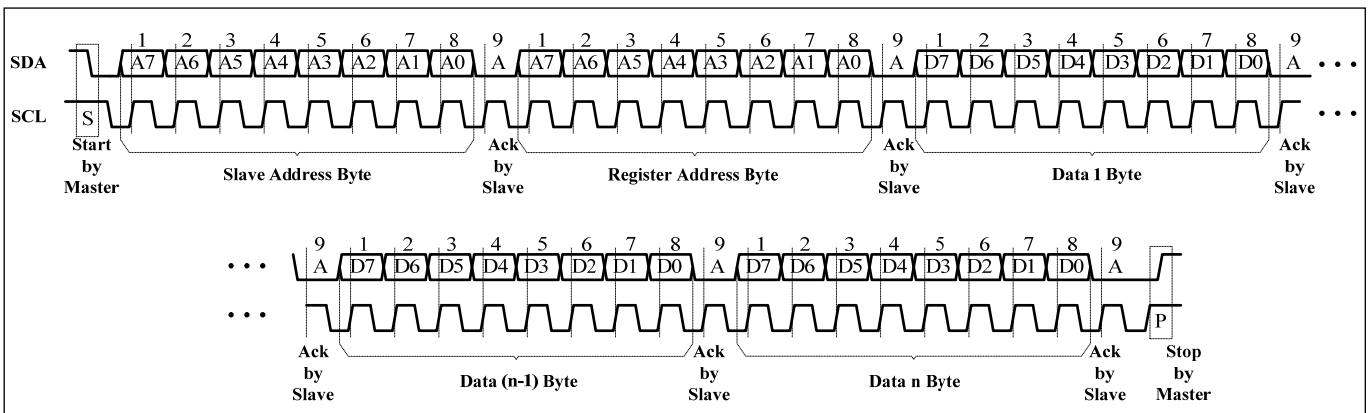 1 2 3 4 5 6 7 8 9 1 2 3 4 5 6 7 8 9 1 2 3 4 5 6 7 8 9
SDA A7 A6 A5 A4 A3 A2 A1 A0 A A7 A6 A5 A4 A3 A2 A1 A0 A D7 D6 D5 D4 D3 D2 D1 D0 A
SCL S
Start by Master
Slave Address Byte
Ack by Slave
Register Address Byte
Ack by Slave
Data 1 Byte
Ack by Slave
9 1 2 3 4 5 6 7 8 9 1 2 3 4 5 6 7 8 9
A D7 D6 D5 D4 D3 D2 D1 D0 A D7 D6 D5 D4 D3 D2 D1 D0 A
P
Ack by Slave
Data (n-1) Byte
Ack by Slave
Data n Byte
Ack by Slave
Stop by Master